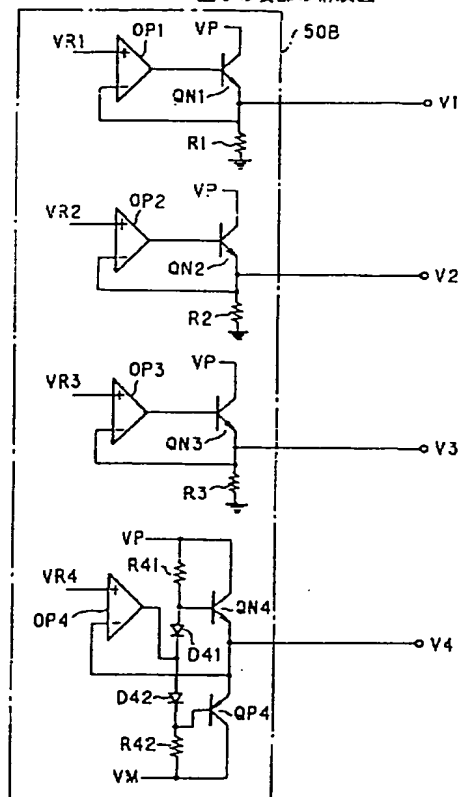 50B
VP
OP1
VR1
+
QN1
V1
-
R1
VP
OP2
VR2
+
QN2
V2
-
R2
VP
OP3
VR3
+
QN3
V3
-
R3
VP
R41
VR4
+
QN4
OP4
-
D41
V4
D42
QP4
R42
VM